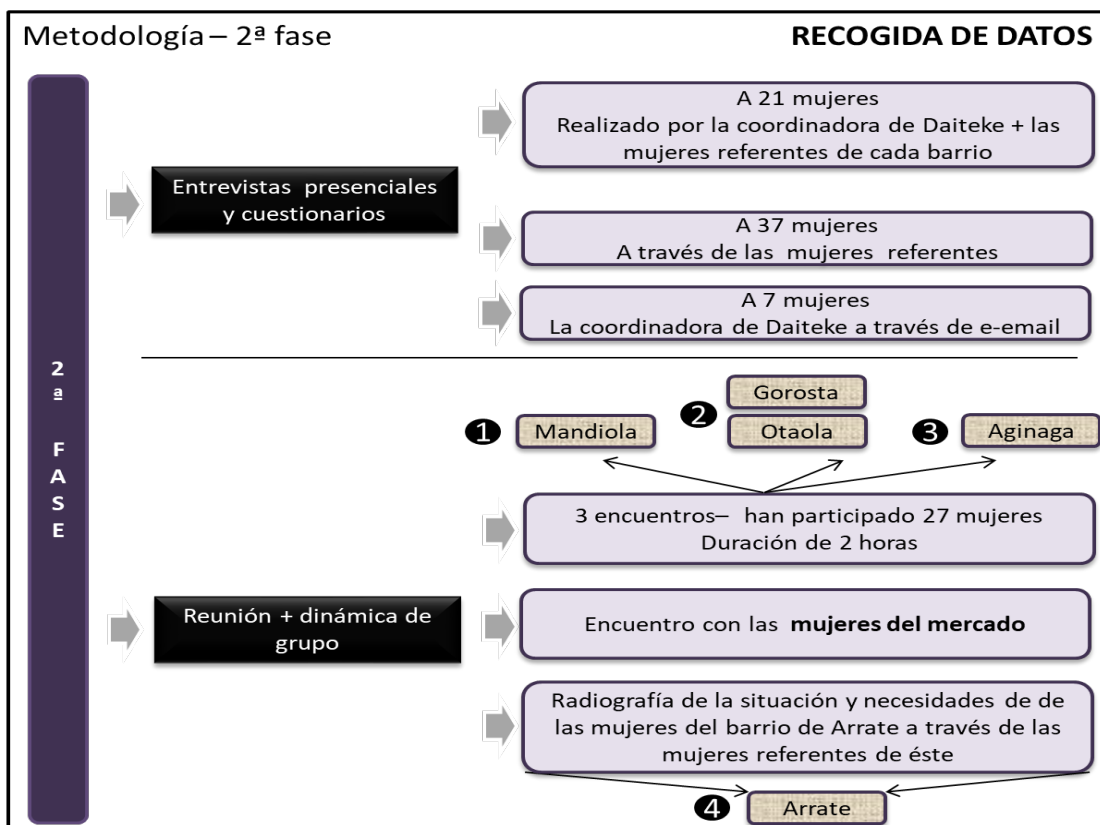 Metodología – 2ª fase
RECOGIDA DE DATOS
2ª FASE
Entrevistas presenciales
y cuestionarios
A 21 mujeres
Realizado por la coordinadora de Daiteke + las
mujeres referentes de cada barrio
A 37 mujeres
A través de las mujeres referentes
A 7 mujeres
La coordinadora de Daiteke a través de e-email
1 Mandiola
2 Gorosta
Otaola
3 Aginaga
3 encuentros– han participado 27 mujeres
Duración de 2 horas
Reunión + dinámica de
grupo
Encuentro con las mujeres del mercado
Radiografía de la situación y necesidades de de
las mujeres del barrio de Arrate a través de las
mujeres referentes de éste
4 Arrate